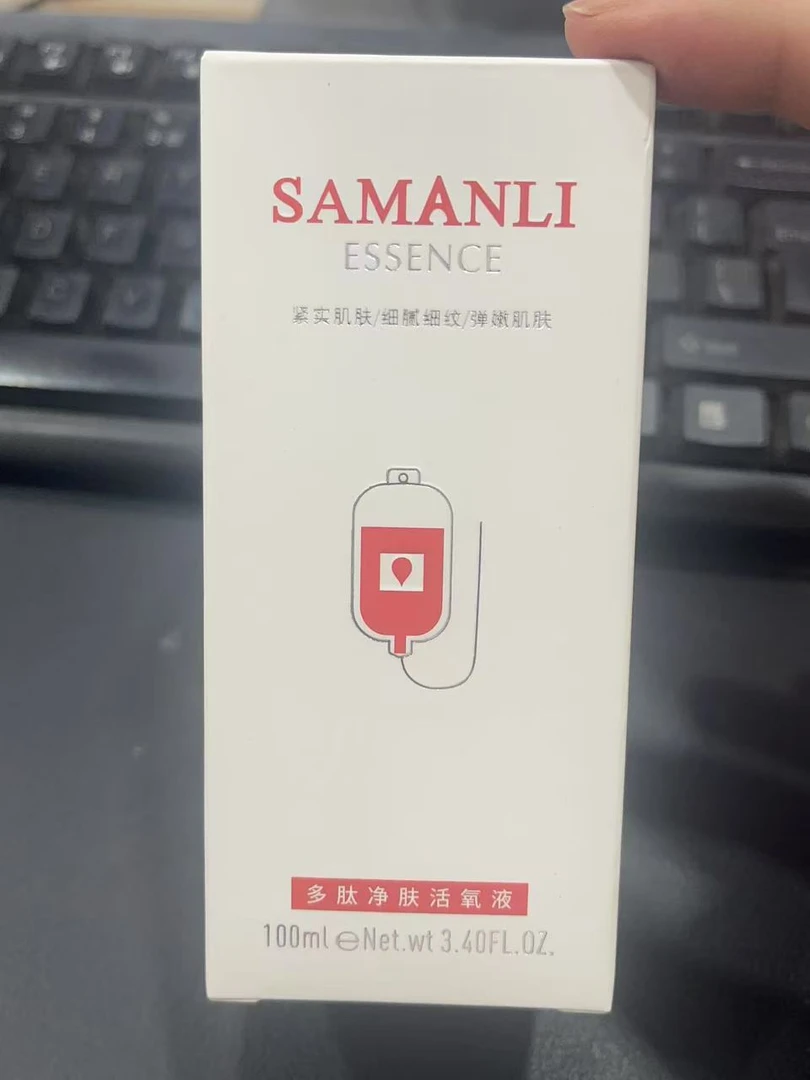 SAMANLI
ESSENCE
紧实肌肤/细腻细纹/弹嫩肌肤
多肽净肤活氧液
100ml ℮Net.wt 3.40FL.OZ.